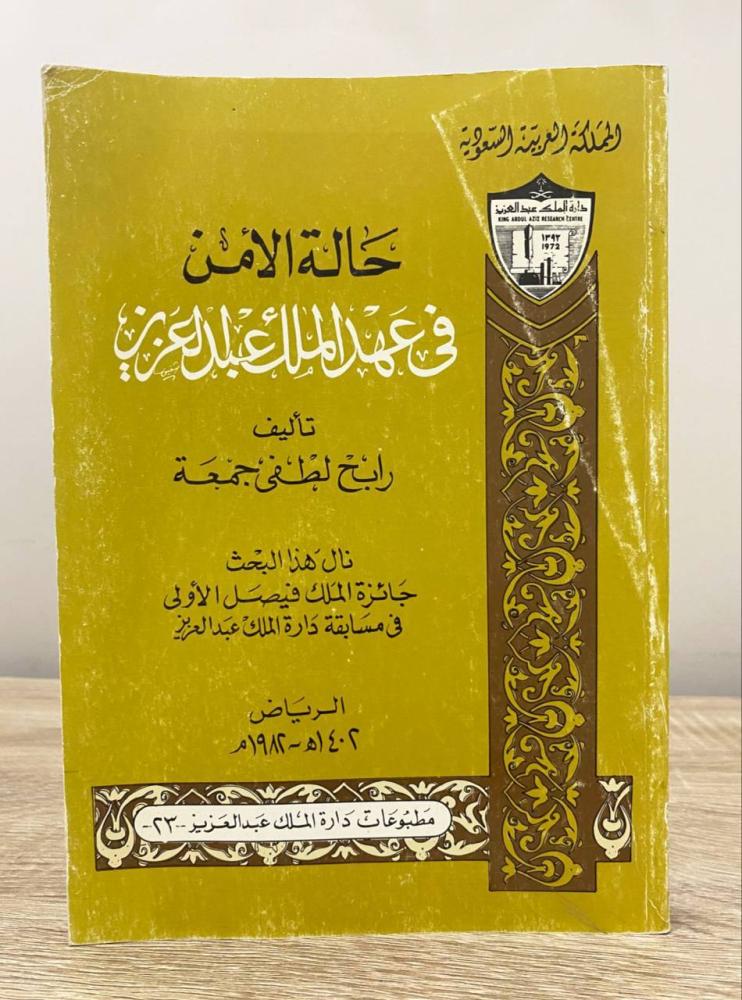 المملكة العربية السعودية
دارة الملك عبد العزيز
KING ABDUL AZIZ RESEARCH CENTRE
١٣٩٢
1972
حالة الأمن
في عهد الملك عبد العزيز
تأليف
رابح لطفي جمعة
نال هذا البحث
جائزة الملك فيصل الأولى
في مسابقة دارة الملك عبد العزيز
الرياض
١٤٠٢هـ - ١٩٨٢م
مطبوعات دارة الملك عبد العزيز -٢٣-